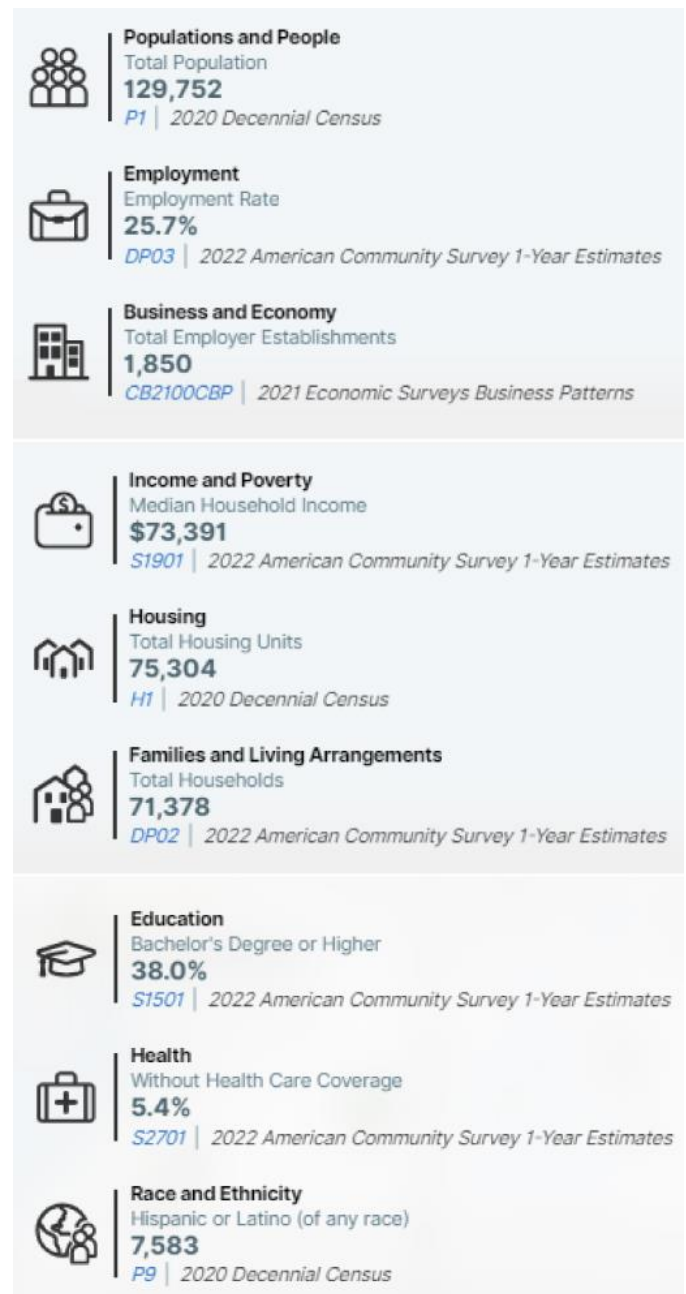 Populations and People
Total Population
129,752
P1 | 2020 Decennial Census
Employment
Employment Rate
25.7%
DP03 | 2022 American Community Survey 1-Year Estimates
Business and Economy
Total Employer Establishments
1,850
CB2100CBP | 2021 Economic Surveys Business Patterns
Income and Poverty
Median Household Income
$73,391
S1901 | 2022 American Community Survey 1-Year Estimates
Housing
Total Housing Units
75,304
H1 | 2020 Decennial Census
Families and Living Arrangements
Total Households
71,378
DP02 | 2022 American Community Survey 1-Year Estimates
Education
Bachelor's Degree or Higher
38.0%
S1501 | 2022 American Community Survey 1-Year Estimates
Health
Without Health Care Coverage
5.4%
S2701 | 2022 American Community Survey 1-Year Estimates
Race and Ethnicity
Hispanic or Latino (of any race)
7,583
P9 | 2020 Decennial Census